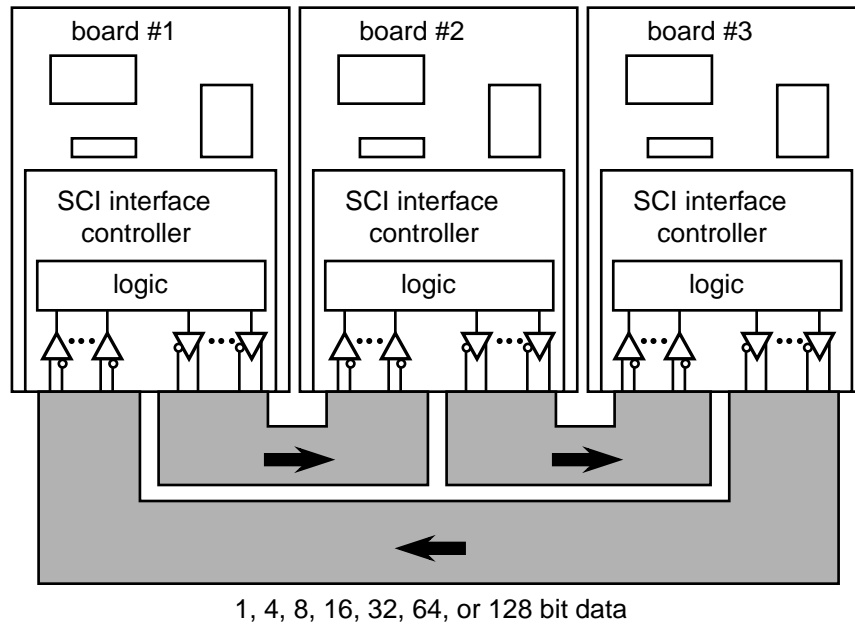 board #1
board #2
board #3
SCI interface
controller
SCI interface
controller
SCI interface
controller
logic
logic
logic
1, 4, 8, 16, 32, 64, or 128 bit data